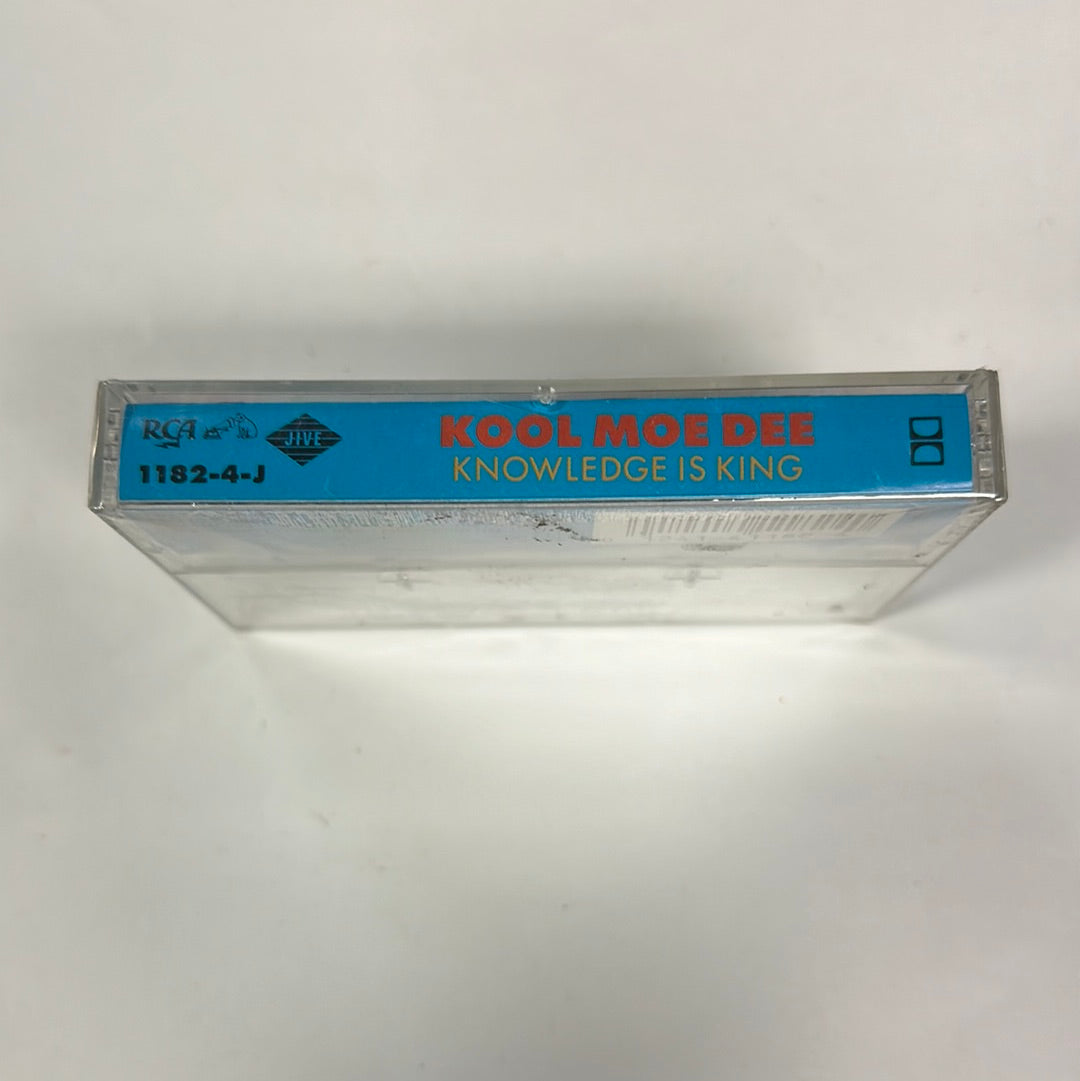 RCA
JIVE
1182-4-J
KOOL MOE DEE
KNOWLEDGE IS KING